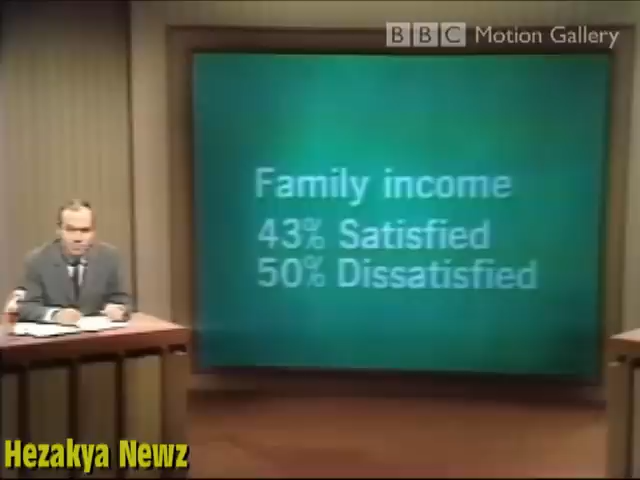 BBC Motion Gallery
Family income
43% Satisfied
50% Dissatisfied
Hezakya Newz